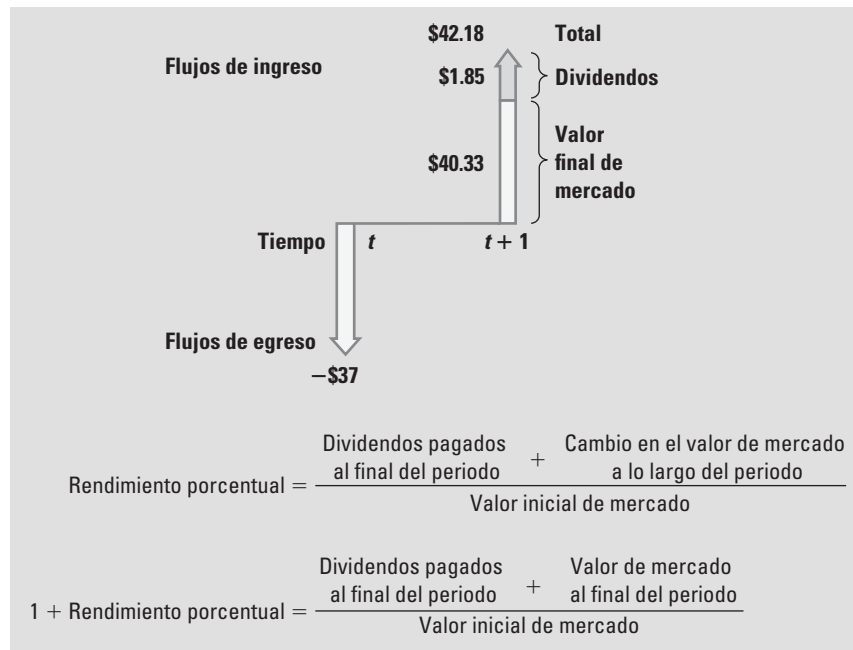 $42.18 Total
Flujos de ingreso
$1.85 Dividendos
Valor
$40.33 final de
mercado
Tiempo t t + 1
Flujos de egreso
−$37
Dividendos pagados + Cambio en el valor de mercado
al final del periodo a lo largo del periodo
Rendimiento porcentual =
Valor inicial de mercado
Dividendos pagados + Valor de mercado
al final del periodo al final del periodo
1 + Rendimiento porcentual =
Valor inicial de mercado